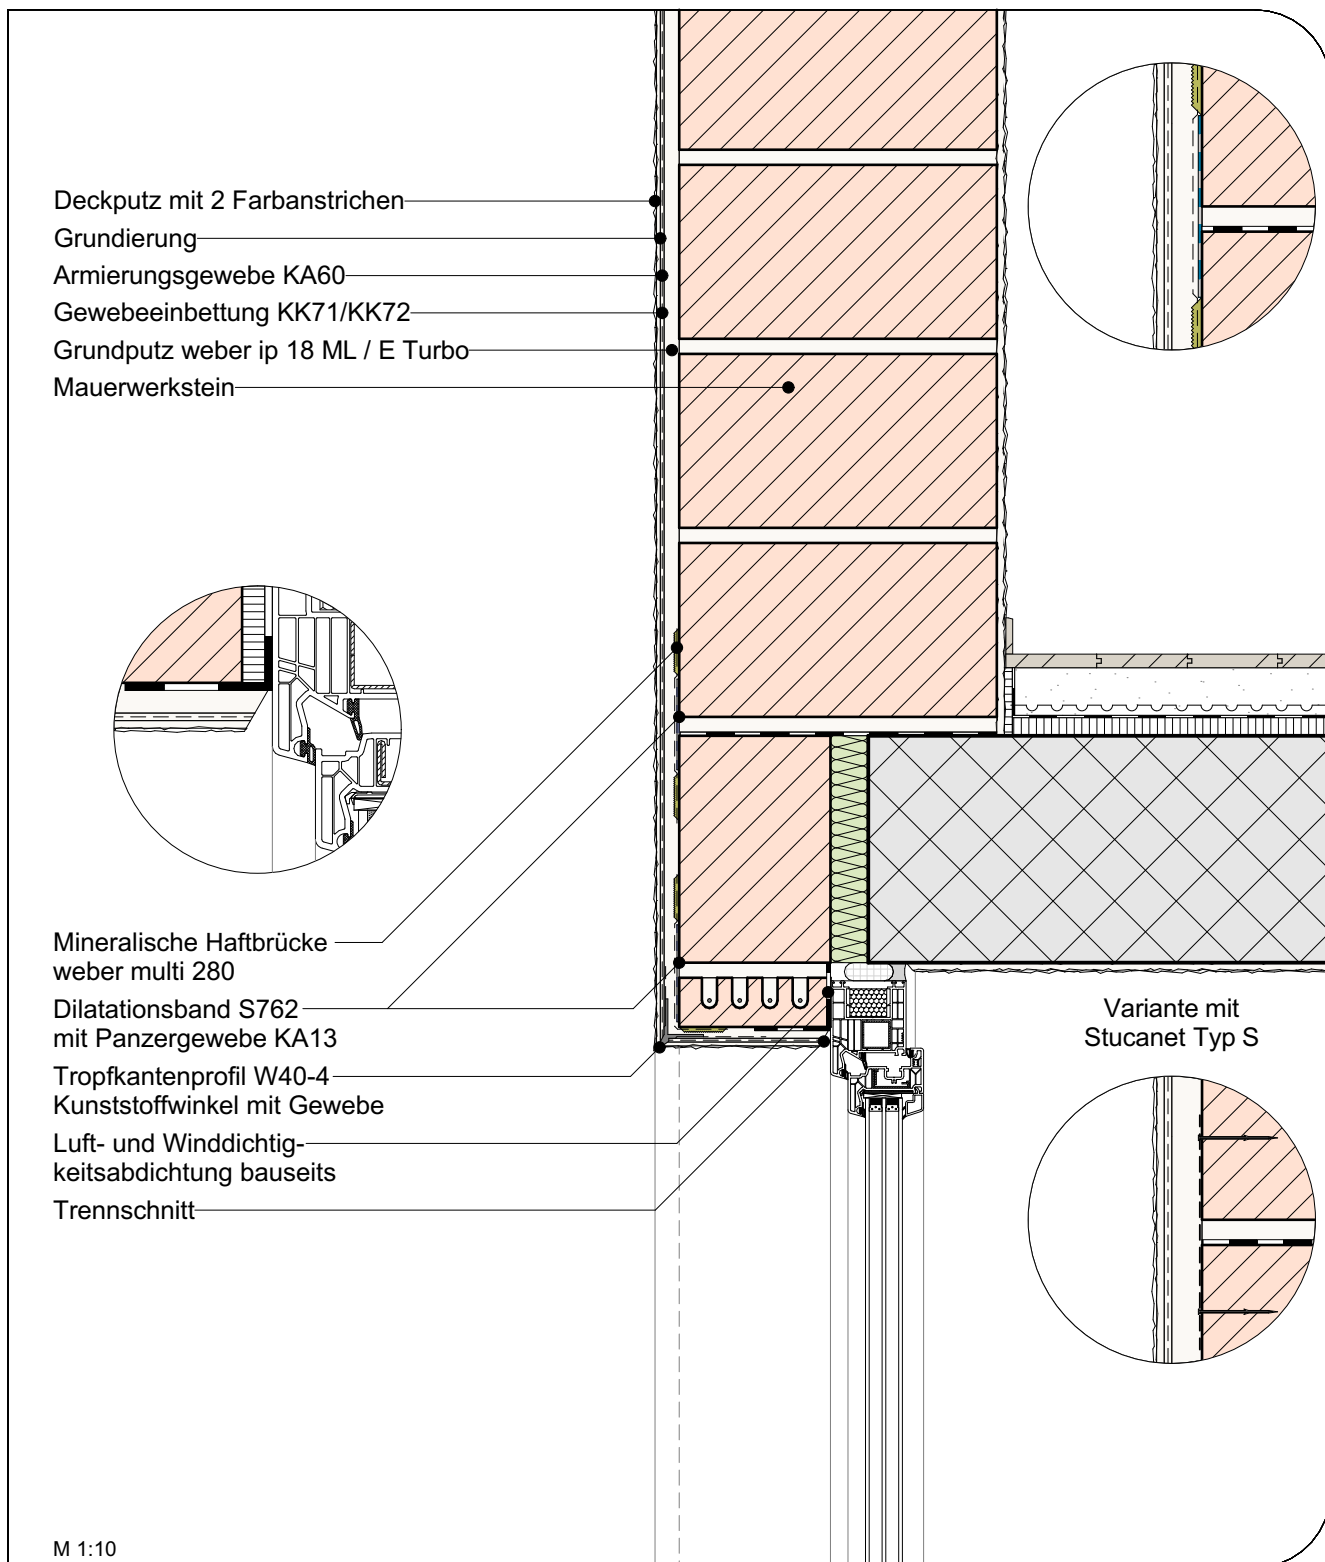 Deckputz mit 2 Farbanstrichen
Grundierung
Armierungsgewebe KA60
Gewebeeinbettung KK71/KK72
Grundputz weber ip 18 ML / E Turbo
Mauerwerkstein
Mineralische Haftbrücke
weber multi 280
Dilatationsband S762
mit Panzergewebe KA13
Tropfkantenprofil W40-4
Kunststoffwinkel mit Gewebe
Luft- und Winddichtig-
keitsabdichtung bauseits
Trennschnitt
Variante mit
Stucanet Typ S
M 1:10